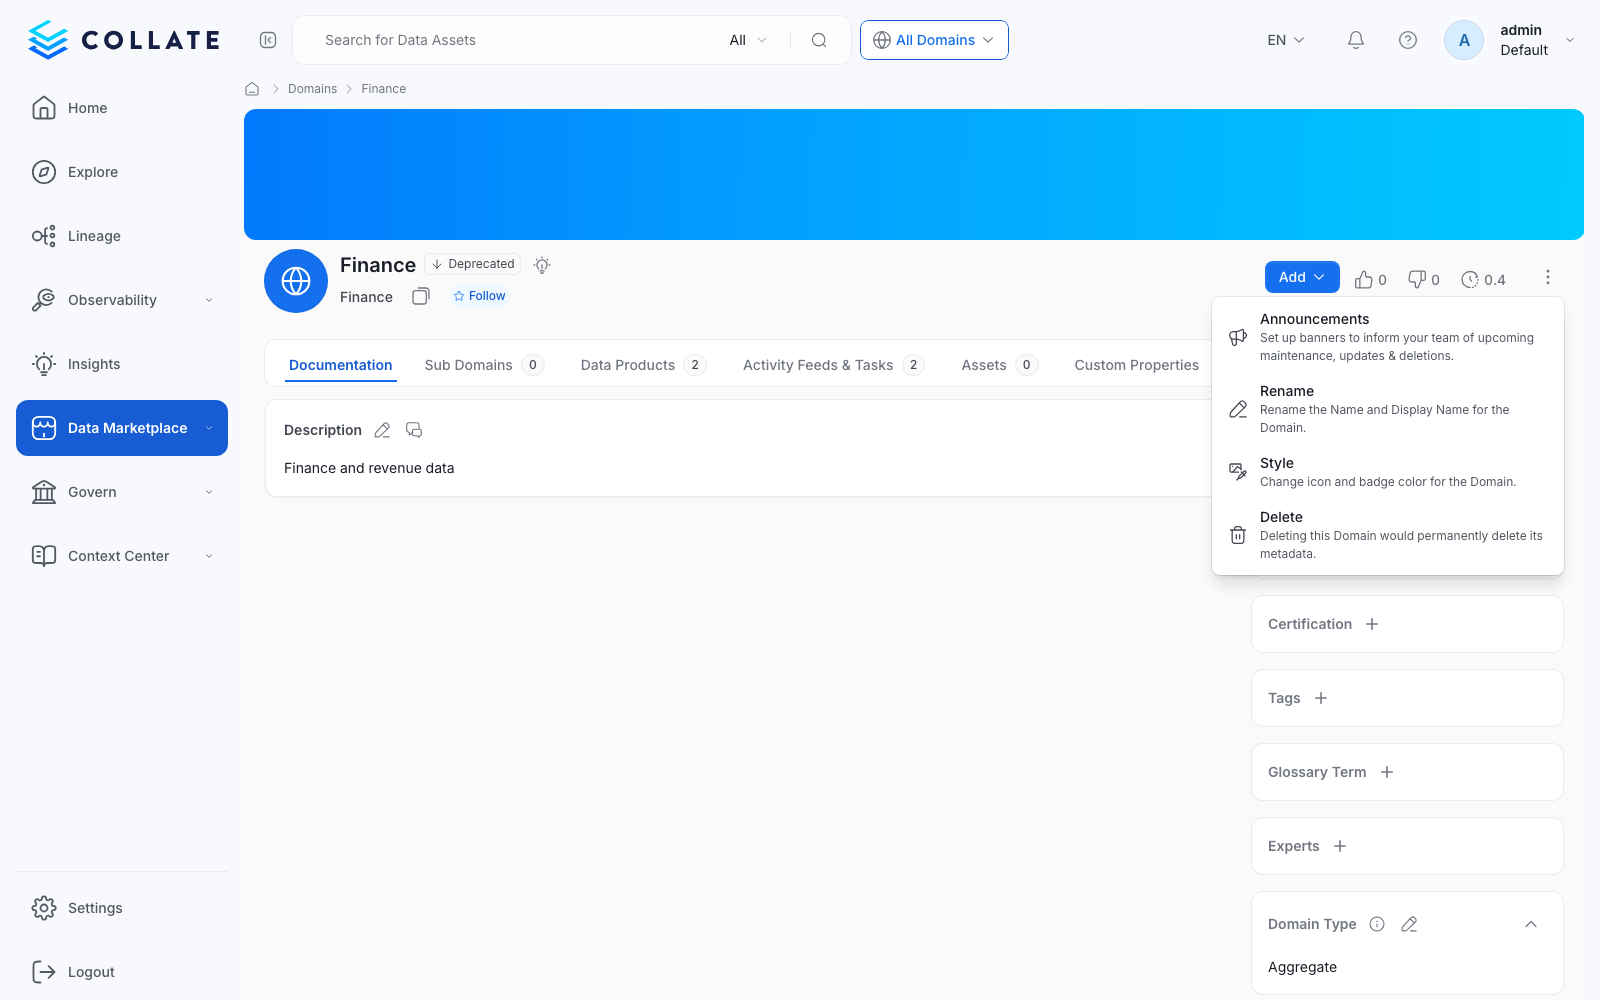 COLLATE
Search for Data Assets
All
All Domains
EN
A
admin
Default
Domains
Finance
Home
Explore
Lineage
Observability
Insights
Data Marketplace
Govern
Context Center
Settings
Logout
Finance
Deprecated
Finance
Follow
Add
0
0
0.4
Documentation
Sub Domains 0
Data Products 2
Activity Feeds & Tasks 2
Assets 0
Custom Properties
Description
Finance and revenue data
Announcements
Set up banners to inform your team of upcoming
maintenance, updates & deletions.
Rename
Rename the Name and Display Name for the
Domain.
Style
Change icon and badge color for the Domain.
Delete
Deleting this Domain would permanently delete its
metadata.
Certification
Tags
Glossary Term
Experts
Domain Type
Aggregate